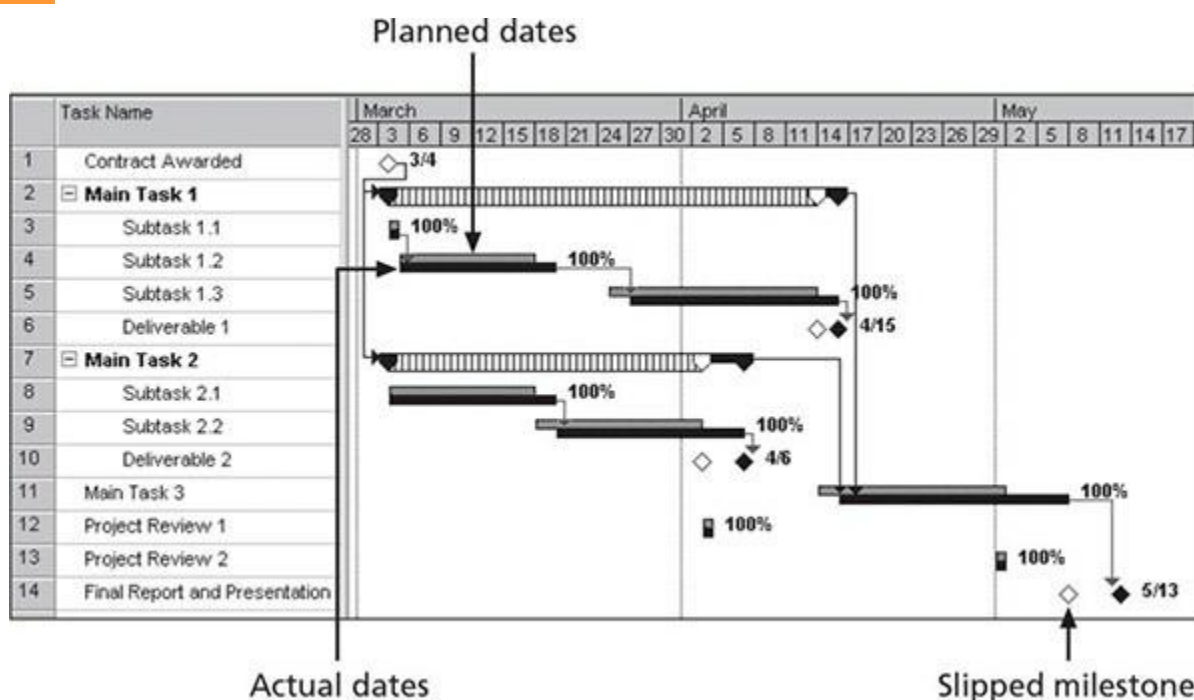 Planned dates
Task Name March April May
28 3 6 9 12 15 18 21 24 27 30 2 5 8 11 14 17 20 23 26 29 2 5 8 11 14 17
1 Contract Awarded 3/4
2 Main Task 1
3 Subtask 1.1 100%
4 Subtask 1.2 100%
5 Subtask 1.3 100%
6 Deliverable 1 4/15
7 Main Task 2
8 Subtask 2.1 100%
9 Subtask 2.2 100%
10 Deliverable 2 4/6
11 Main Task 3 100%
12 Project Review 1 100%
13 Project Review 2 100%
14 Final Report and Presentation 5/13
Actual dates Slipped milestone